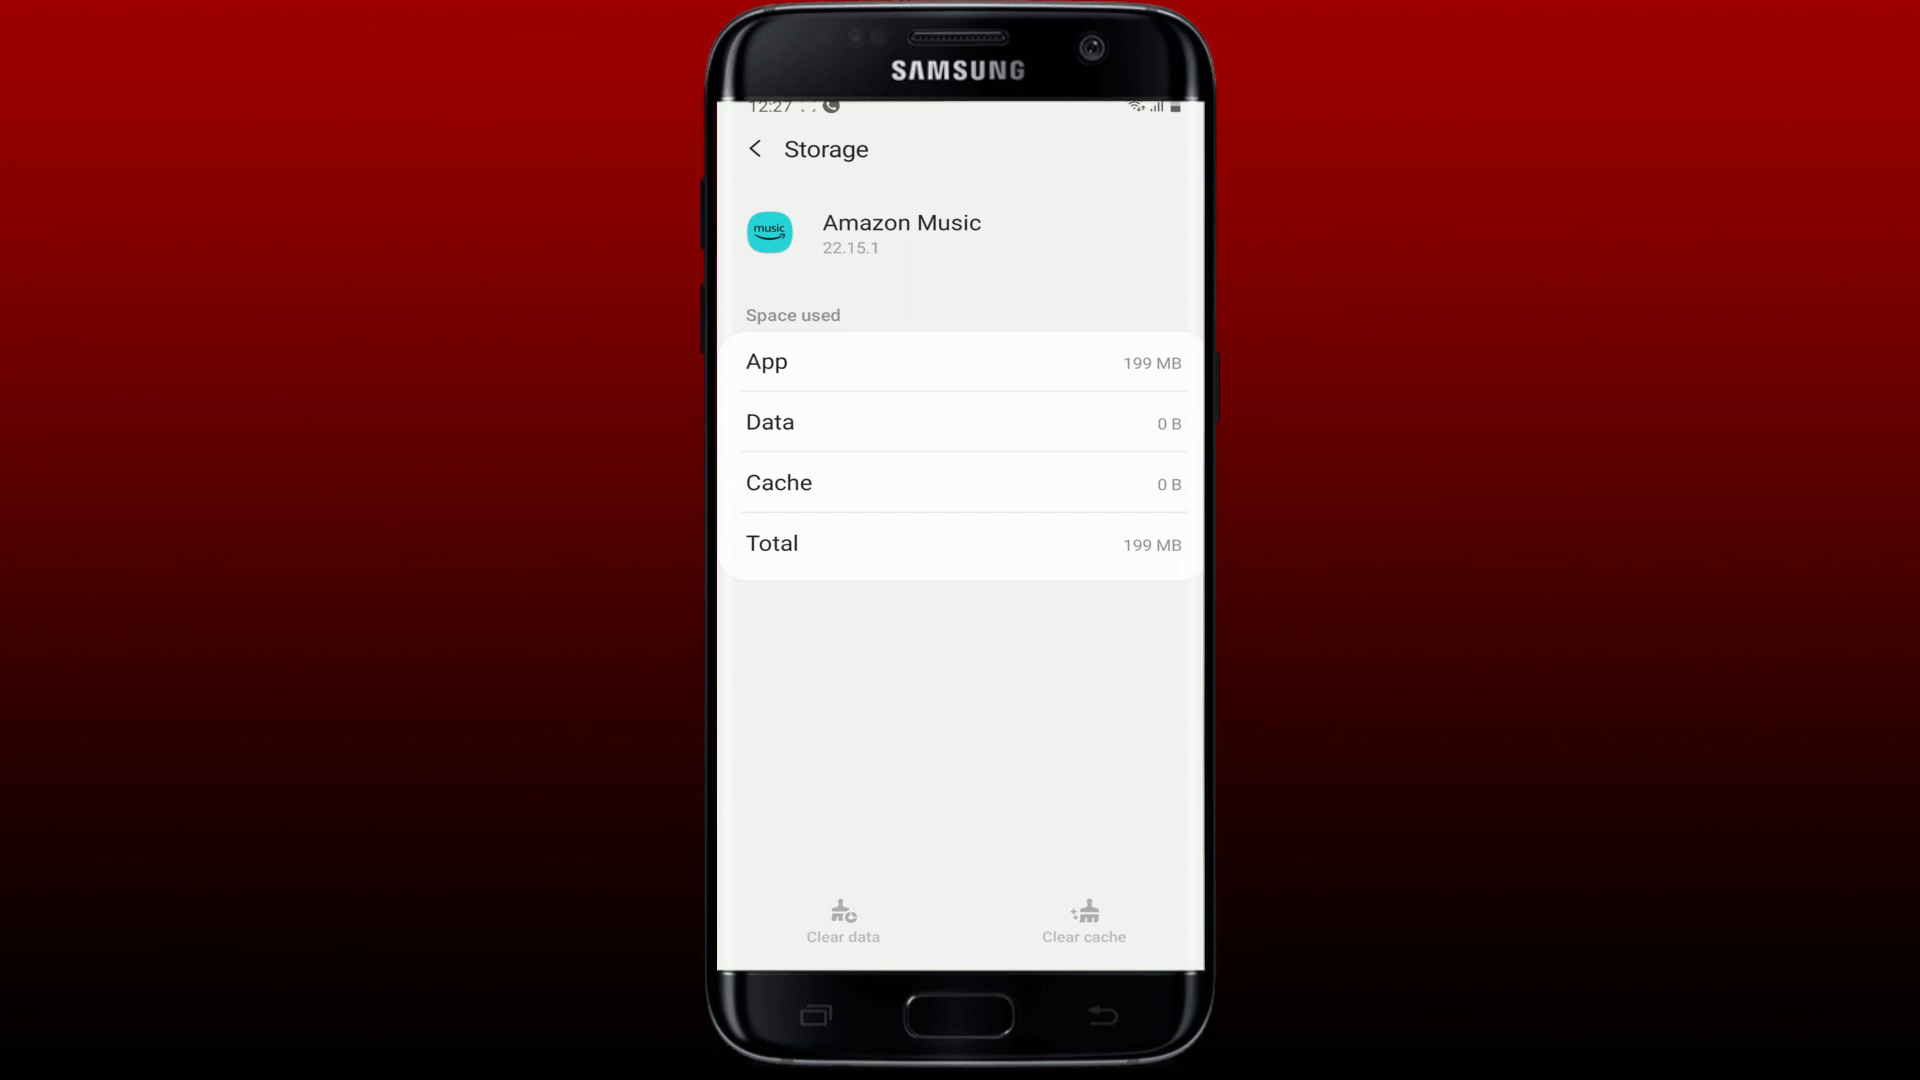 SAMSUNG
12:27
Storage
music
Amazon Music
22.15.1
Space used
App 199 MB
Data 0 B
Cache 0 B
Total 199 MB
Clear data Clear cache